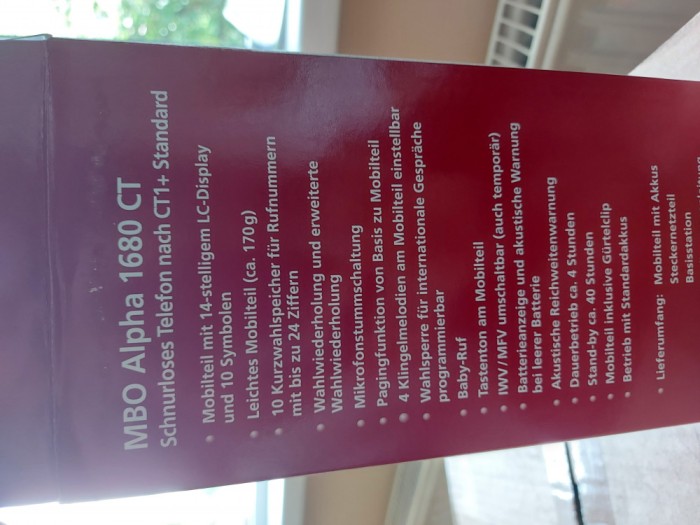 MBO Alpha 1680 CT
Schnurloses Telefon nach CT1+ Standard
• Mobilteil mit 14-stelligem LC-Display
und 10 Symbolen
• Leichtes Mobilteil (ca. 170g)
• 10 Kurzwahlspeicher für Rufnummern
mit bis zu 24 Ziffern
• Wahlwiederholung und erweiterte
Wahlwiederholung
• Mikrofonstummschaltung
• Pagingfunktion von Basis zu Mobilteil
• 4 Klingelmelodien am Mobilteil einstellbar
• Wahlsperre für internationale Gespräche
programmierbar
• Baby-Ruf
• Tastenton am Mobilteil
• IWV/ MFV umschaltbar (auch temporär)
• Batterieanzeige und akustische Warnung
bei leerer Batterie
• Akustische Reichweitenwarnung
• Dauerbetrieb ca. 4 Stunden
• Stand-by ca. 40 Stunden
• Mobilteil inklusive Gürtelclip
• Betrieb mit Standardakkus
• Lieferumfang: Mobilteil mit Akkus
Steckernetzteil
Basisstation